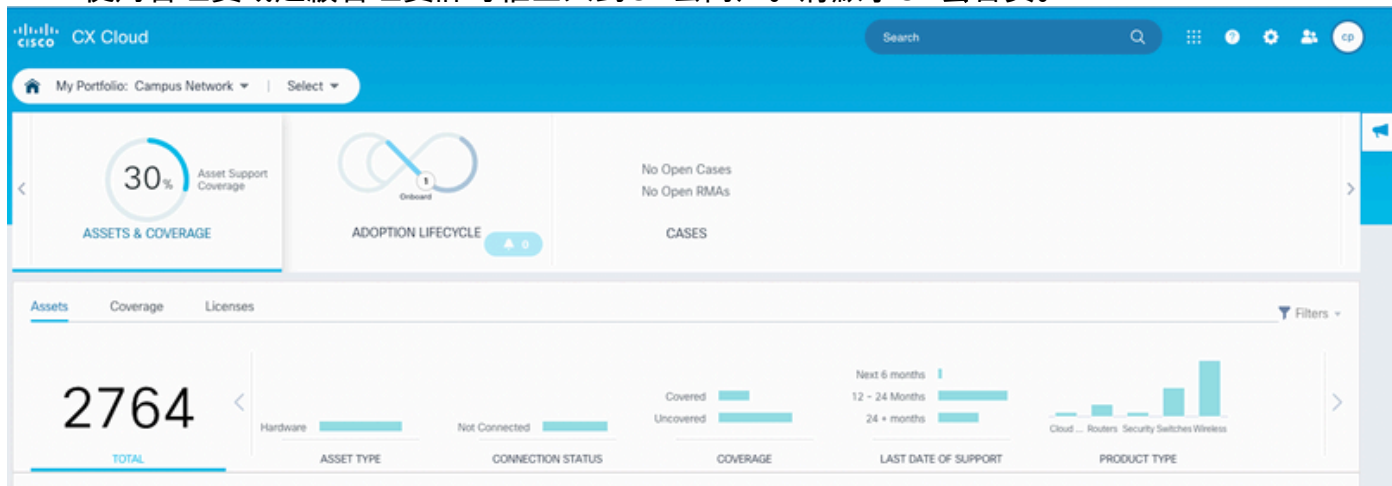 CISCO
CX Cloud
Search
cp
My Portfolio: Campus Network
Select
30%
Asset Support
Coverage
ASSETS & COVERAGE
1
Onboard
ADOPTION LIFECYCLE
0
No Open Cases
No Open RMAs
CASES
Assets
Coverage
Licenses
Filters
2764
TOTAL
Hardware
ASSET TYPE
Not Connected
CONNECTION STATUS
Covered
Uncovered
COVERAGE
Next 6 months
12 - 24 Months
24 + months
LAST DATE OF SUPPORT
Cloud ... Routers Security Switches Wireless
PRODUCT TYPE